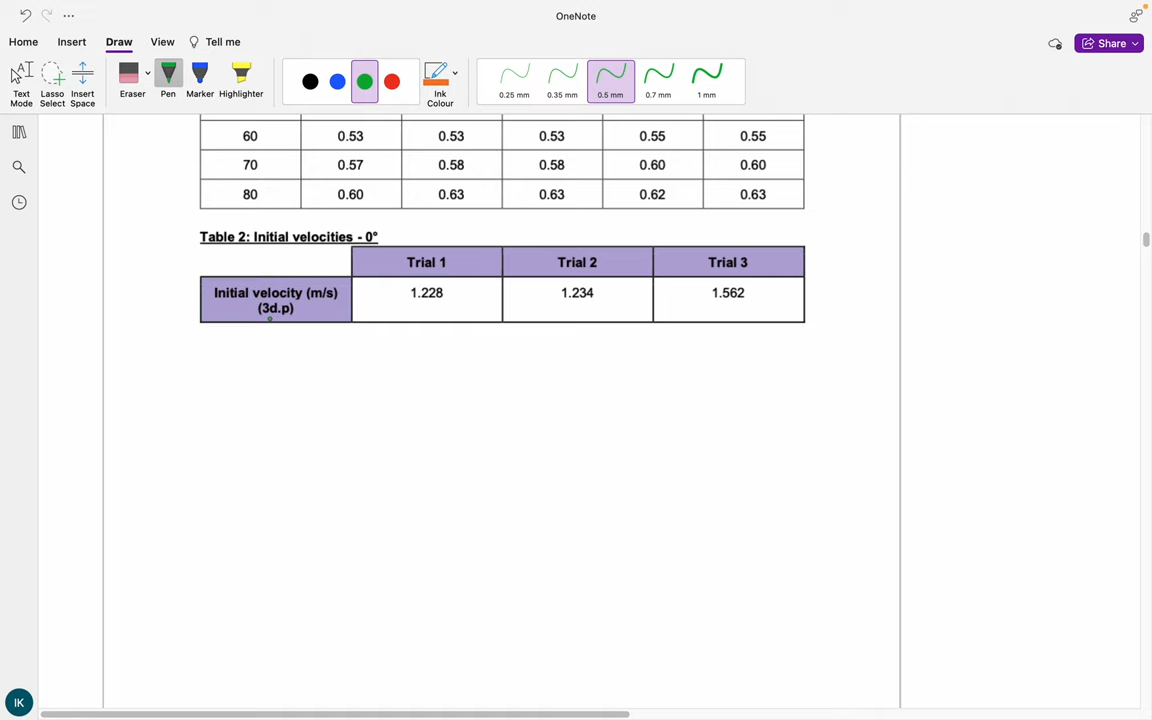 OneNote
Home Insert Draw View Tell me
Share
Text Mode
Lasso Select
Insert Space
Eraser
Pen
Marker
Highlighter
Ink Colour
0.25 mm
0.35 mm
0.5 mm
0.7 mm
1 mm
60 0.53 0.53 0.53 0.55 0.55
70 0.57 0.58 0.58 0.60 0.60
80 0.60 0.63 0.63 0.62 0.63
Table 2: Initial velocities - 0°
Trial 1 Trial 2 Trial 3
Initial velocity (m/s) 1.228 1.234 1.562
(3d.p)
IK